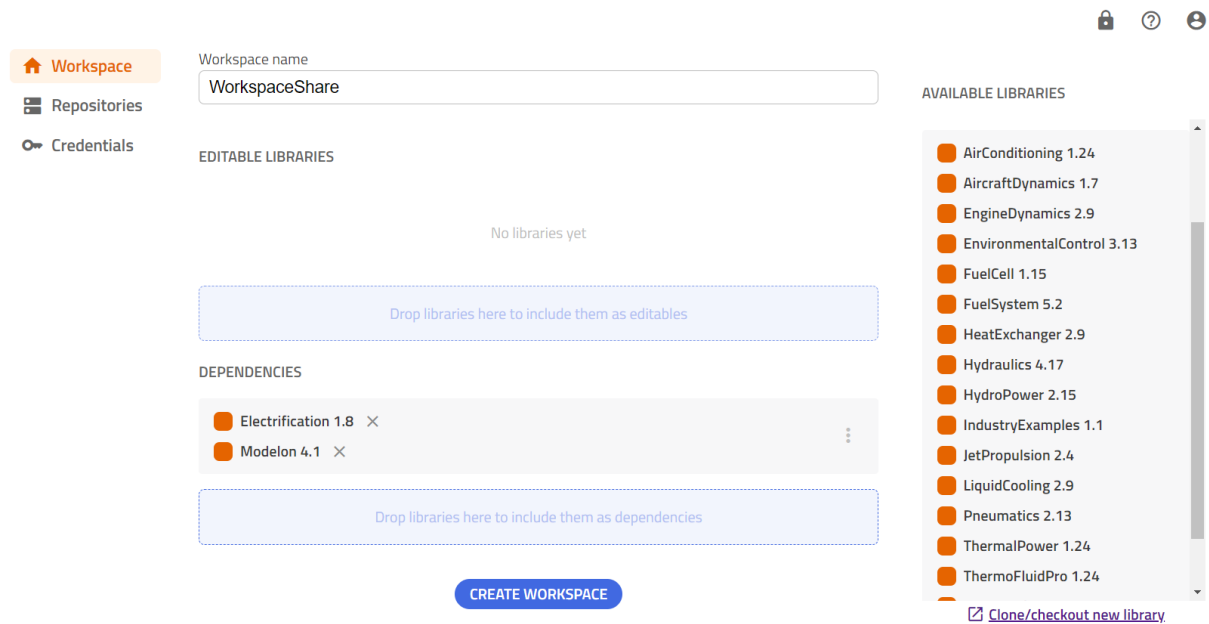 Workspace
Repositories
Credentials
Workspace name
WorkspaceShare
EDITABLE LIBRARIES
No libraries yet
Drop libraries here to include them as editables
DEPENDENCIES
Electrification 1.8
Modelon 4.1
Drop libraries here to include them as dependencies
CREATE WORKSPACE
AVAILABLE LIBRARIES
AirConditioning 1.24
AircraftDynamics 1.7
EngineDynamics 2.9
EnvironmentalControl 3.13
FuelCell 1.15
FuelSystem 5.2
HeatExchanger 2.9
Hydraulics 4.17
HydroPower 2.15
IndustryExamples 1.1
JetPropulsion 2.4
LiquidCooling 2.9
Pneumatics 2.13
ThermalPower 1.24
ThermoFluidPro 1.24
Clone/checkout new library